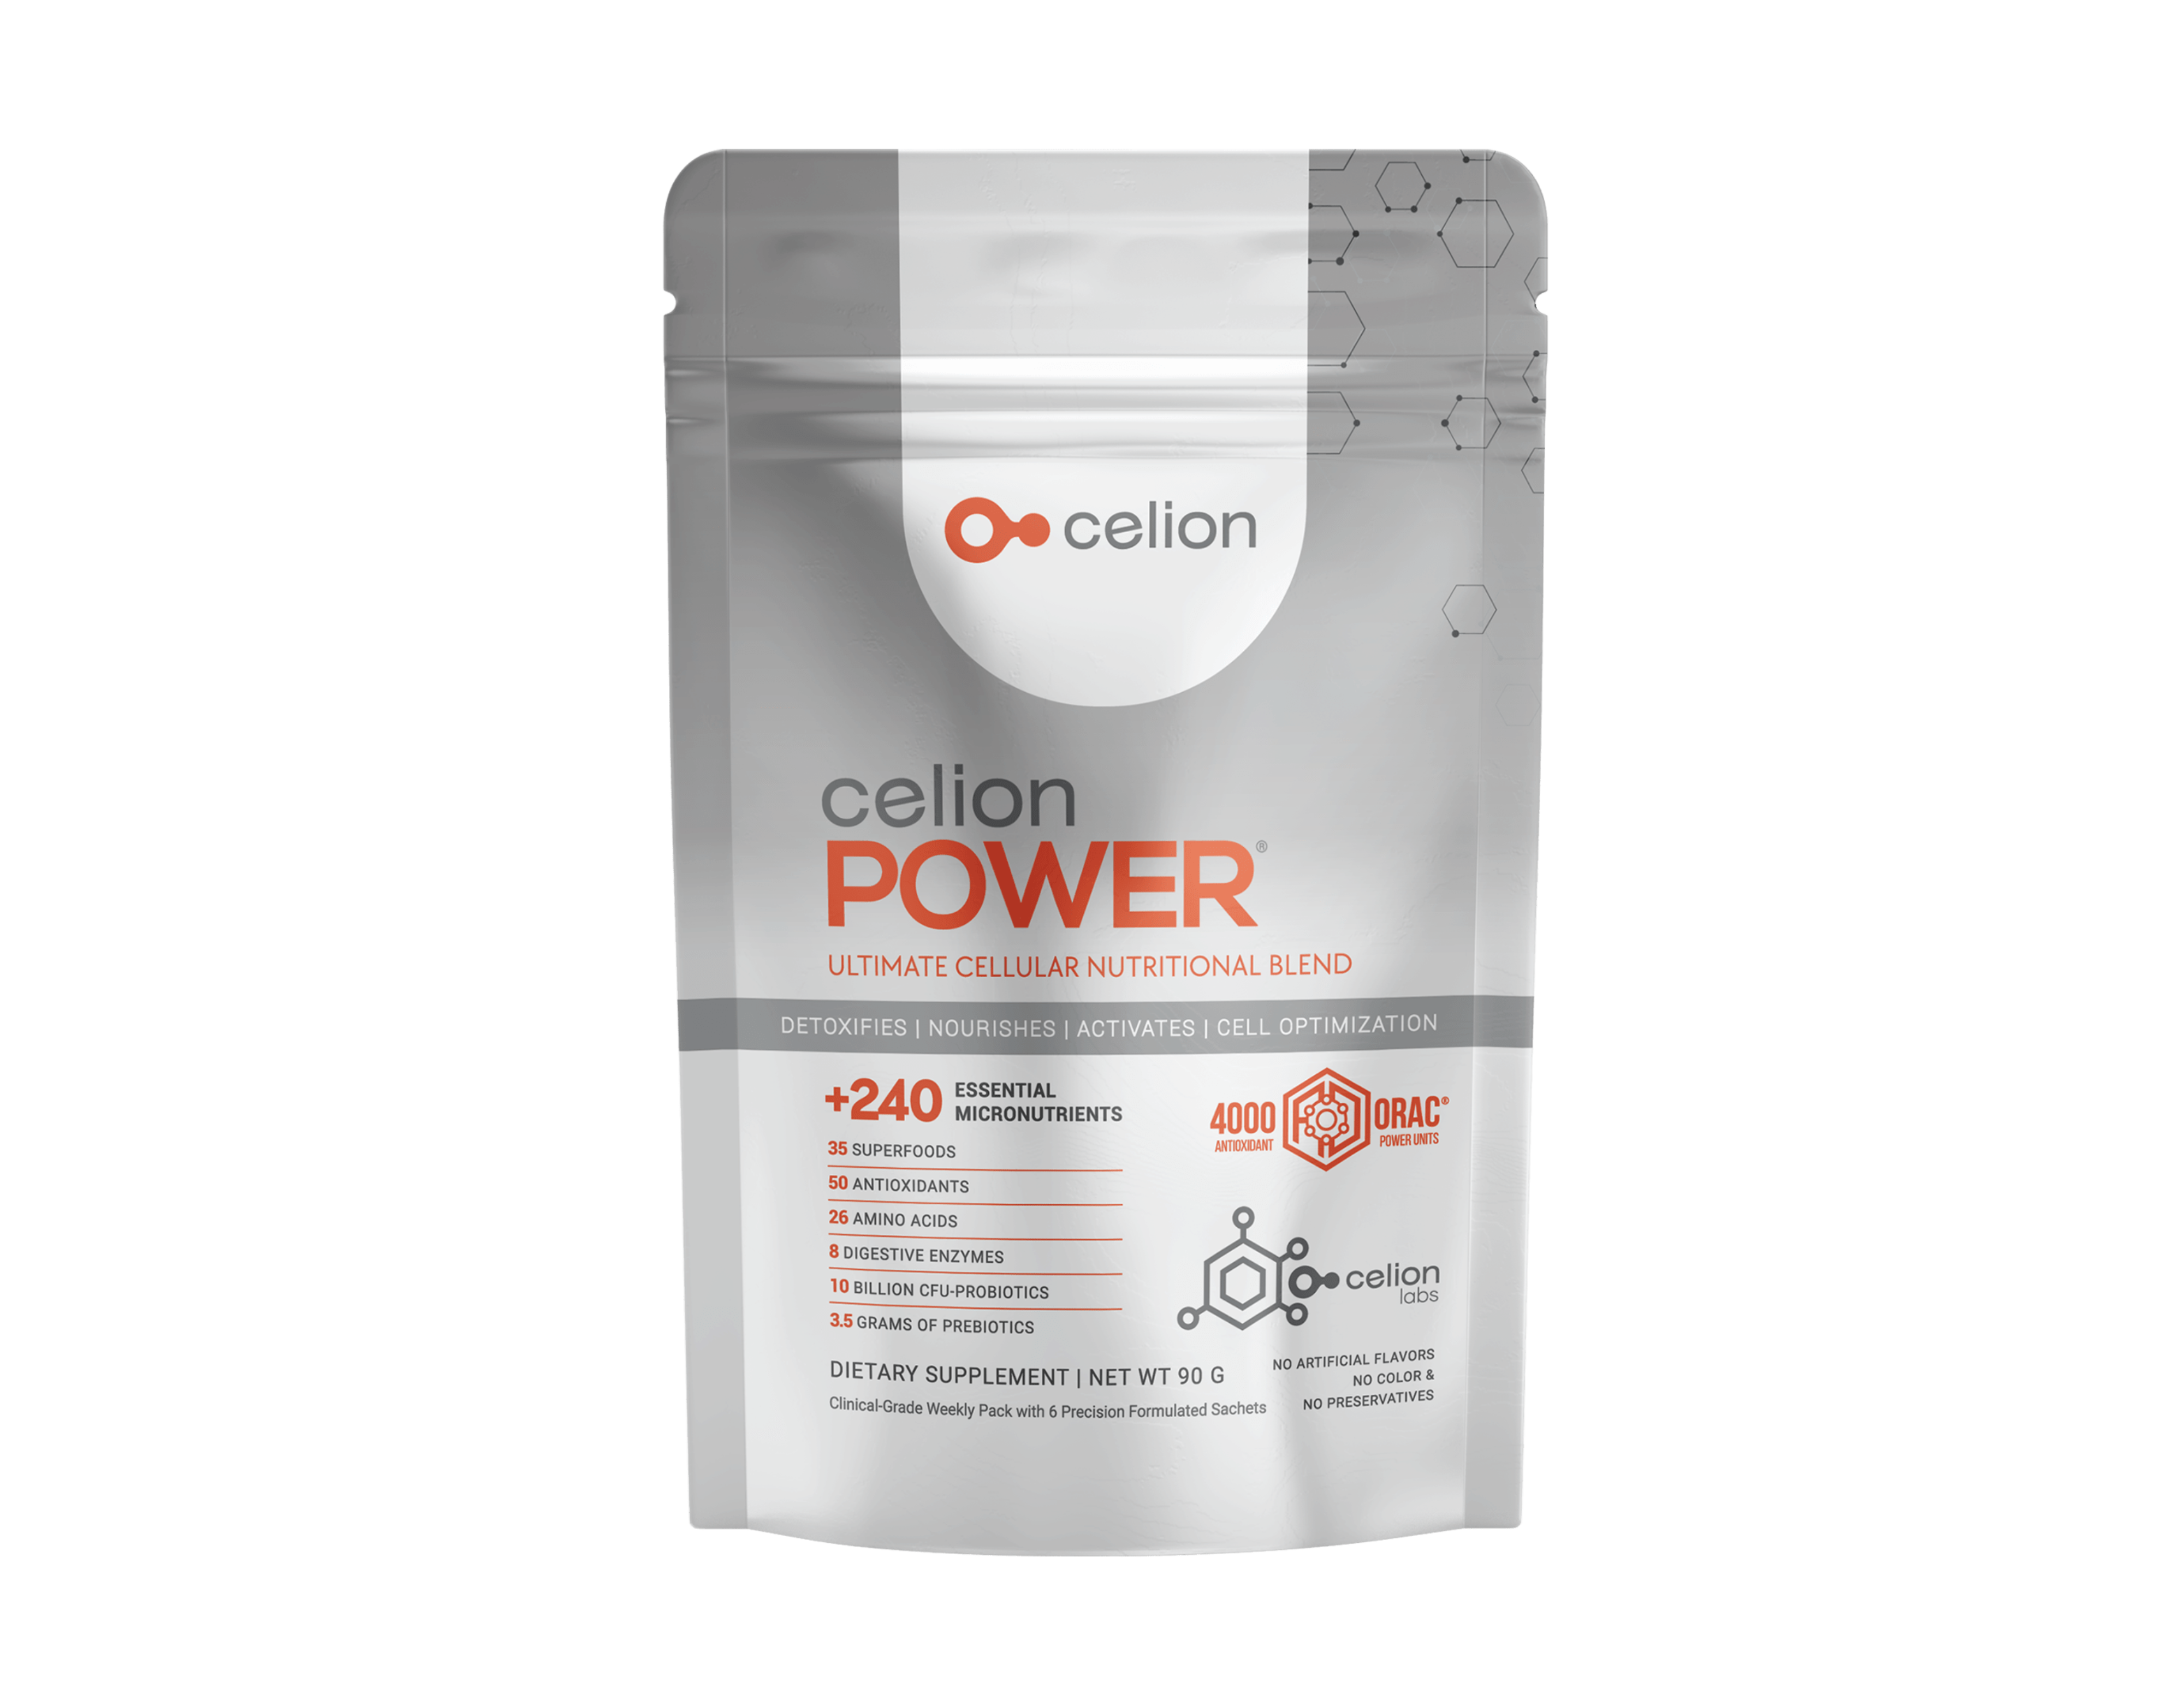 celion
celion
POWER®
ULTIMATE CELLULAR NUTRITIONAL BLEND
DETOXIFIES | NOURISHES | ACTIVATES | CELL OPTIMIZATION
+240 ESSENTIAL
MICRONUTRIENTS
35 SUPERFOODS
50 ANTIOXIDANTS
26 AMINO ACIDS
8 DIGESTIVE ENZYMES
10 BILLION CFU-PROBIOTICS
3.5 GRAMS OF PREBIOTICS
4000 ORAC®
ANTIOXIDANT POWER UNITS
celion
labs
DIETARY SUPPLEMENT | NET WT 90 G
Clinical-Grade Weekly Pack with 6 Precision Formulated Sachets
NO ARTIFICIAL FLAVORS
NO COLOR &
NO PRESERVATIVES